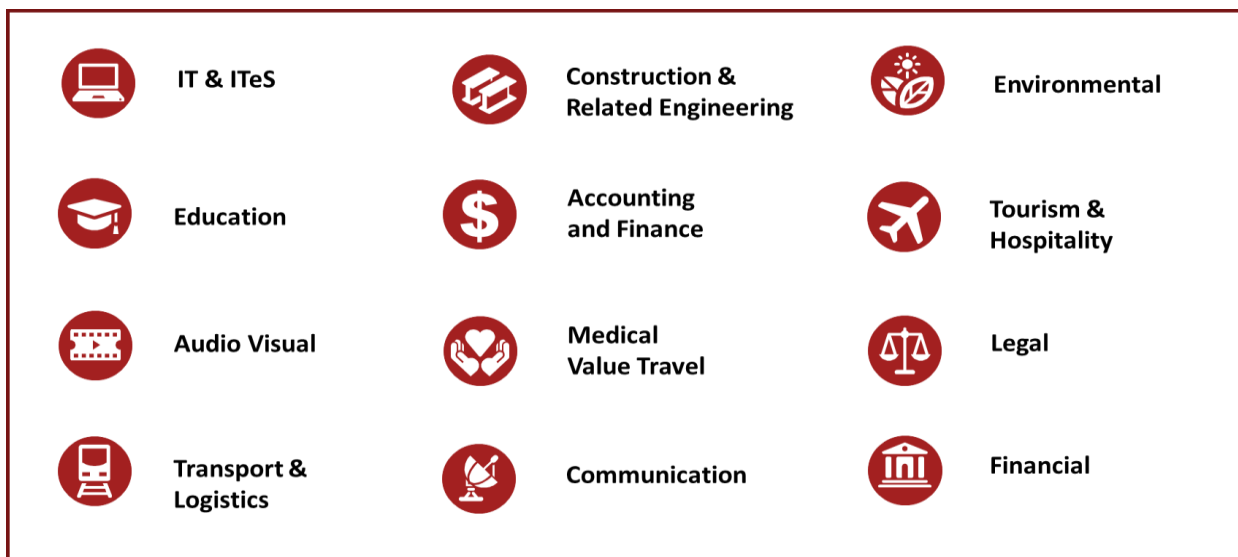 IT & ITeS
Construction &
Related Engineering
Environmental
Education
Accounting
and Finance
Tourism &
Hospitality
Audio Visual
Medical
Value Travel
Legal
Transport &
Logistics
Communication
Financial